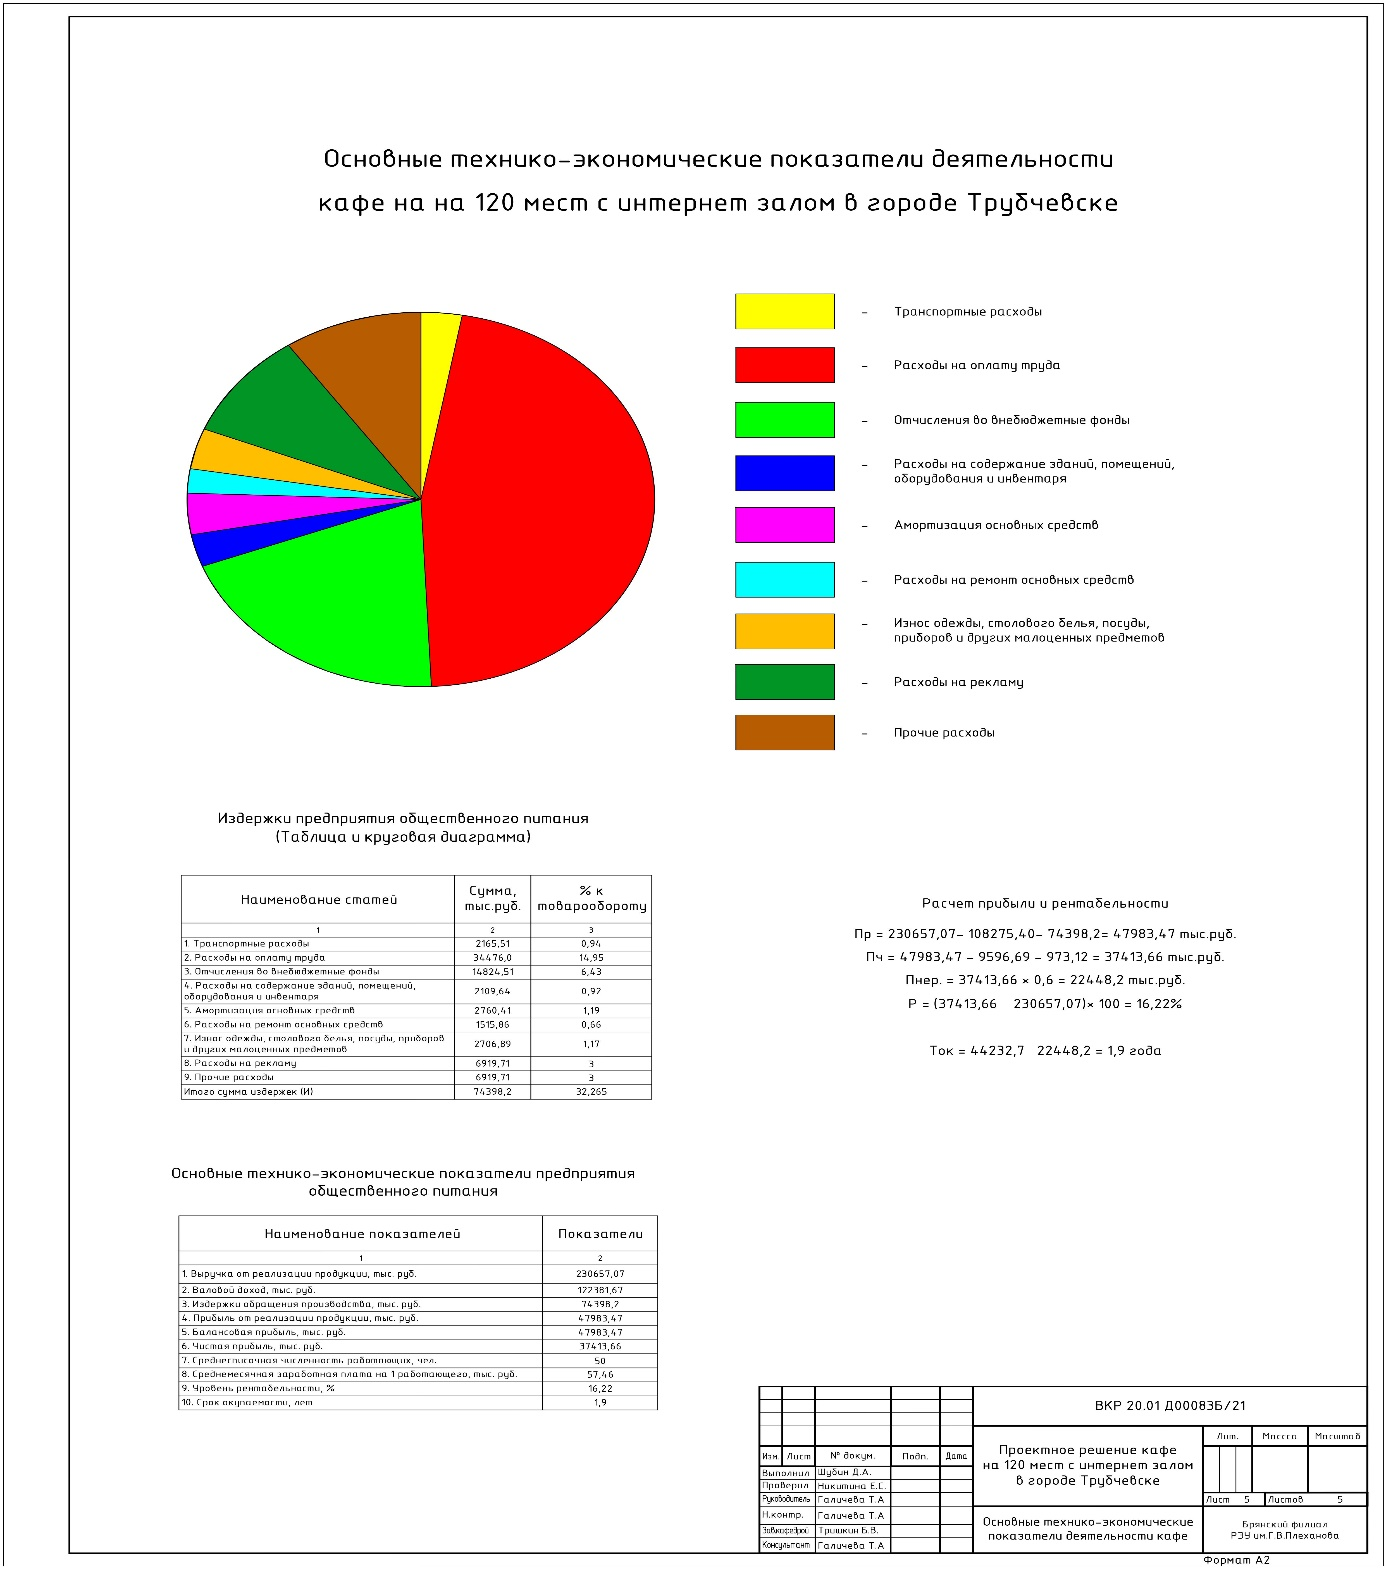 Основные технико-экономические показатели деятельности
кафе на на 120 мест с интернет залом в городе Трубчевске
- Транспортные расходы
- Расходы на оплату труда
- Отчисления во внебюджетные фонды
- Расходы на содержание зданий, помещений,
оборудования и инвентаря
- Амортизация основных средств
- Расходы на ремонт основных средств
- Износ одежды, столового белья, посуды,
приборов и других малоценных предметов
- Расходы на рекламу
- Прочие расходы
Издержки предприятия общественного питания
(Таблица и круговая диаграмма)
Наименование статей
Сумма,
тыс.руб.
% к
товарообороту
1 2 3
1. Транспортные расходы 2165,51 0,94
2. Расходы на оплату труда 34476,0 14,95
3. Отчисления во внебюджетные фонды 14824,51 6,43
4. Расходы на содержание зданий, помещений,
оборудования и инвентаря 2109,64 0,92
5. Амортизация основных средств 2760,41 1,19
6. Расходы на ремонт основных средств 1515,86 0,66
7. Износ одежды, столового белья, посуды, приборов
и других малоценных предметов 2706,89 1,17
8. Расходы на рекламу 6919,71 3
9. Прочие расходы 6919,71 3
Итого сумма издержек (И) 74398,2 32,265
Расчет прибыли и рентабельности
Пр = 230657,07- 108275,40- 74398,2= 47983,47 тыс.руб.
Пч = 47983,47 - 9596,69 - 973,12 = 37413,66 тыс.руб.
Пнер. = 37413,66 × 0,6 = 22448,2 тыс.руб.
Р = (37413,66 230657,07)× 100 = 16,22%
Ток = 44232,7 22448,2 = 1,9 года
Основные технико-экономические показатели предприятия
общественного питания
Наименование показателей Показатели
1 2
1. Выручка от реализации продукции, тыс. руб. 230657,07
2. Валовой доход, тыс. руб. 122381,67
3. Издержки обращения производства, тыс. руб. 74398,2
4. Прибыль от реализации продукции, тыс. руб. 47983,47
5. Балансовая прибыль, тыс. руб. 47983,47
6. Чистая прибыль, тыс. руб. 37413,66
7. Среднесписочная численность работающих, чел. 50
8. Среднемесячная заработная плата на 1 работающего, тыс. руб. 57,46
9. Уровень рентабельности, % 16,22
10. Срок окупаемости, лет 1,9
ВКР 20.01 Д00083Б/21
Изм. Лист № докум. Подп. Дата
Выполнил Шубин Д.А.
Проверил Никитина Е.С.
Руководитель Галичева Т.А
Н.контр. Галичева Т.А
Завкафедрой Тришкин Б.В.
Консультант Галичева Т.А
Проектное решение кафе
на 120 мест с интернет залом
в городе Трубчевске
Лит. Масса Масштаб
Лист 5 Листов 5
Основные технико-экономические
показатели деятельности кафе
Брянский филиал
РЭУ им.Г.В.Плеханова
Формат А2